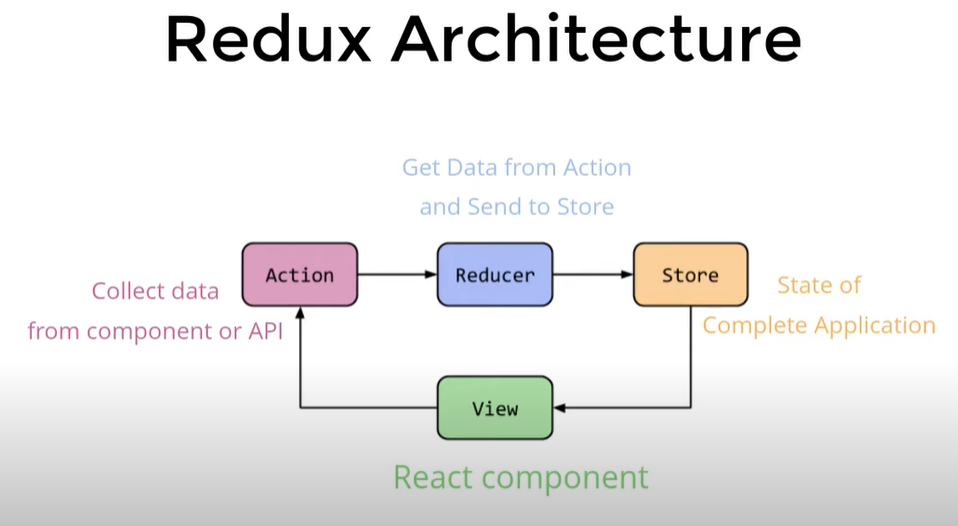 Redux Architecture
Get Data from Action
and Send to Store
Action
Reducer
Store
Collect data
from component or API
State of
Complete Application
View
React component